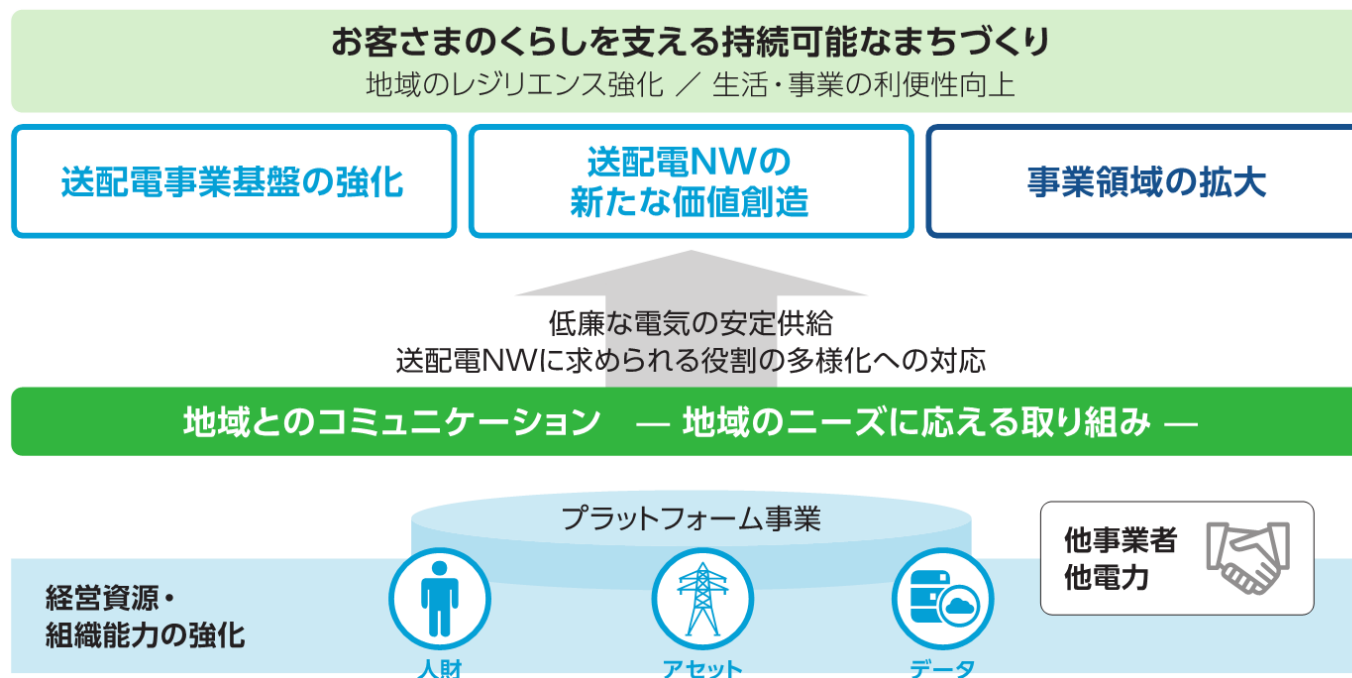 お客さまのくらしを支える持続可能なまちづくり
地域のレジリエンス強化 ／ 生活・事業の利便性向上
送配電事業基盤の強化
送配電NWの
新たな価値創造
事業領域の拡大
低廉な電気の安定供給
送配電NWに求められる役割の多様化への対応
地域とのコミュニケーション　― 地域のニーズに応える取り組み ―
プラットフォーム事業
他事業者
他電力
経営資源・
組織能力の強化
人財
アセット
データ